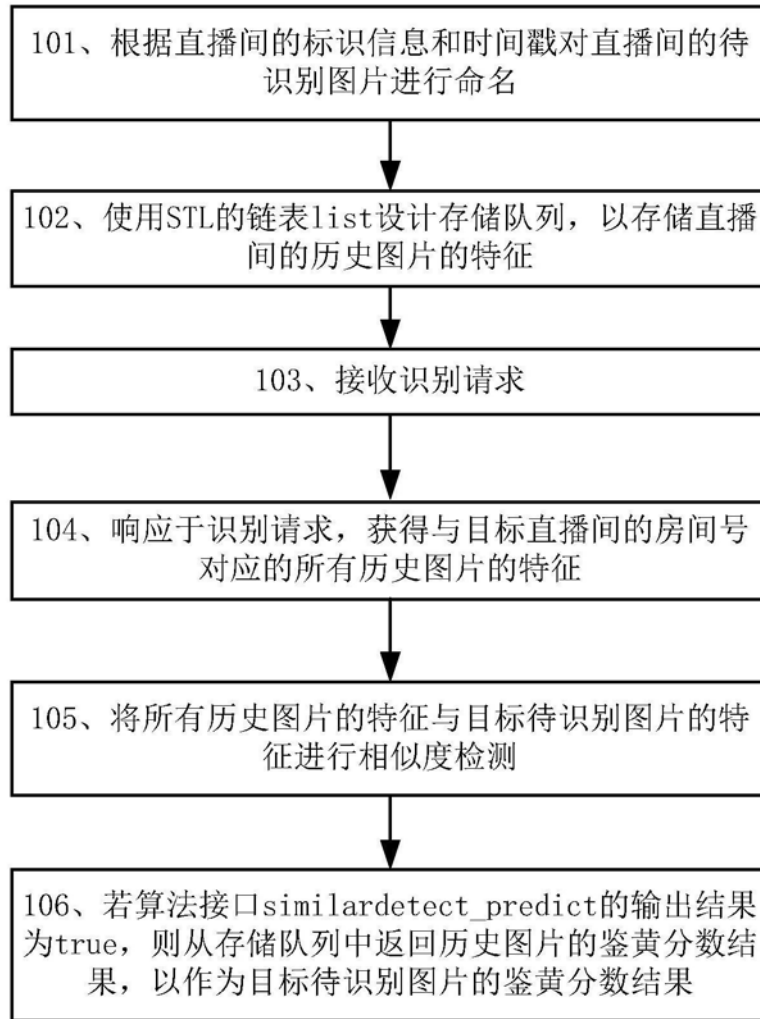 101、根据直播间的标识信息和时间戳对直播间的待
识别图片进行命名
102、使用STL的链表list设计存储队列，以存储直播
间的历史图片的特征
103、接收识别请求
104、响应于识别请求，获得与目标直播间的房间号
对应的所有历史图片的特征
105、将所有历史图片的特征与目标待识别图片的特
征进行相似度检测
106、若算法接口similardetect_predict的输出结果
为true，则从存储队列中返回历史图片的鉴黄分数结
果，以作为目标待识别图片的鉴黄分数结果